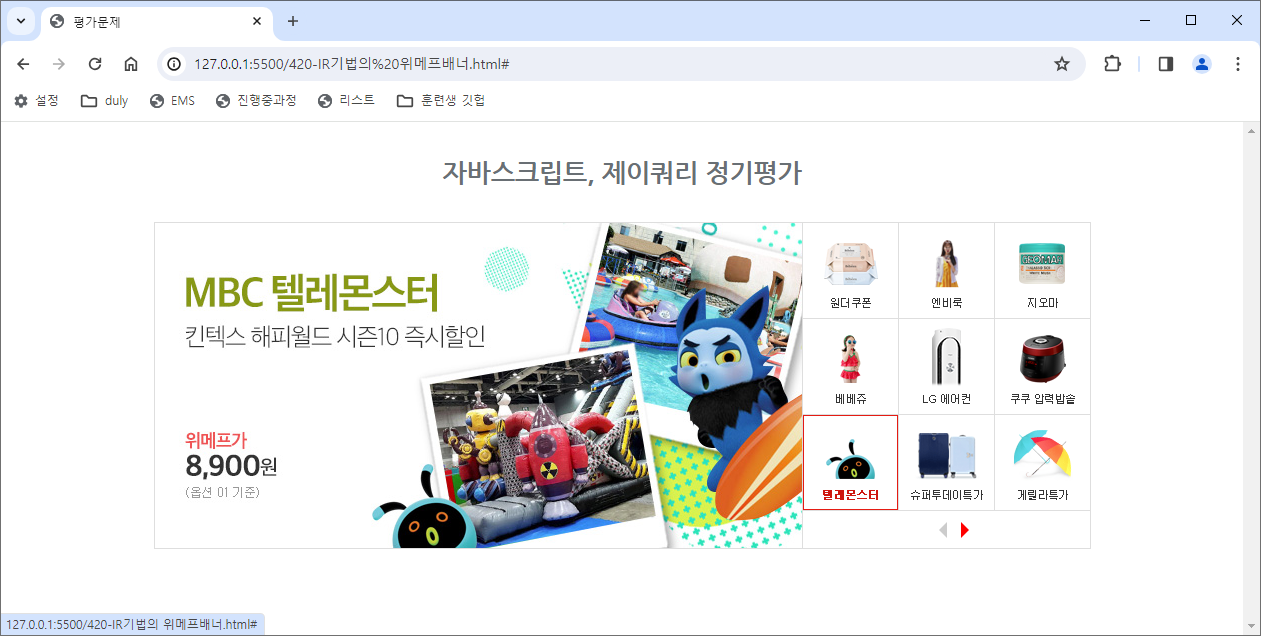 평가문제
127.0.0.1:5500/420-IR기법의%20위메프배너.html#
설정 duly EMS 진행중과정 리스트 훈련생 깃헙
자바스크립트, 제이쿼리 정기평가
MBC 텔레몬스터
킨텍스 해피월드 시즌10 즉시할인
위메프가
8,900원
(옵션 01 기준)
원더쿠폰 엔비룩 지오마
베베쥬 LG 에어컨 쿠쿠 압력밥솥
텔레몬스터 슈퍼투데이특가 게릴라특가
127.0.0.1:5500/420-IR기법의 위메프배너.html#